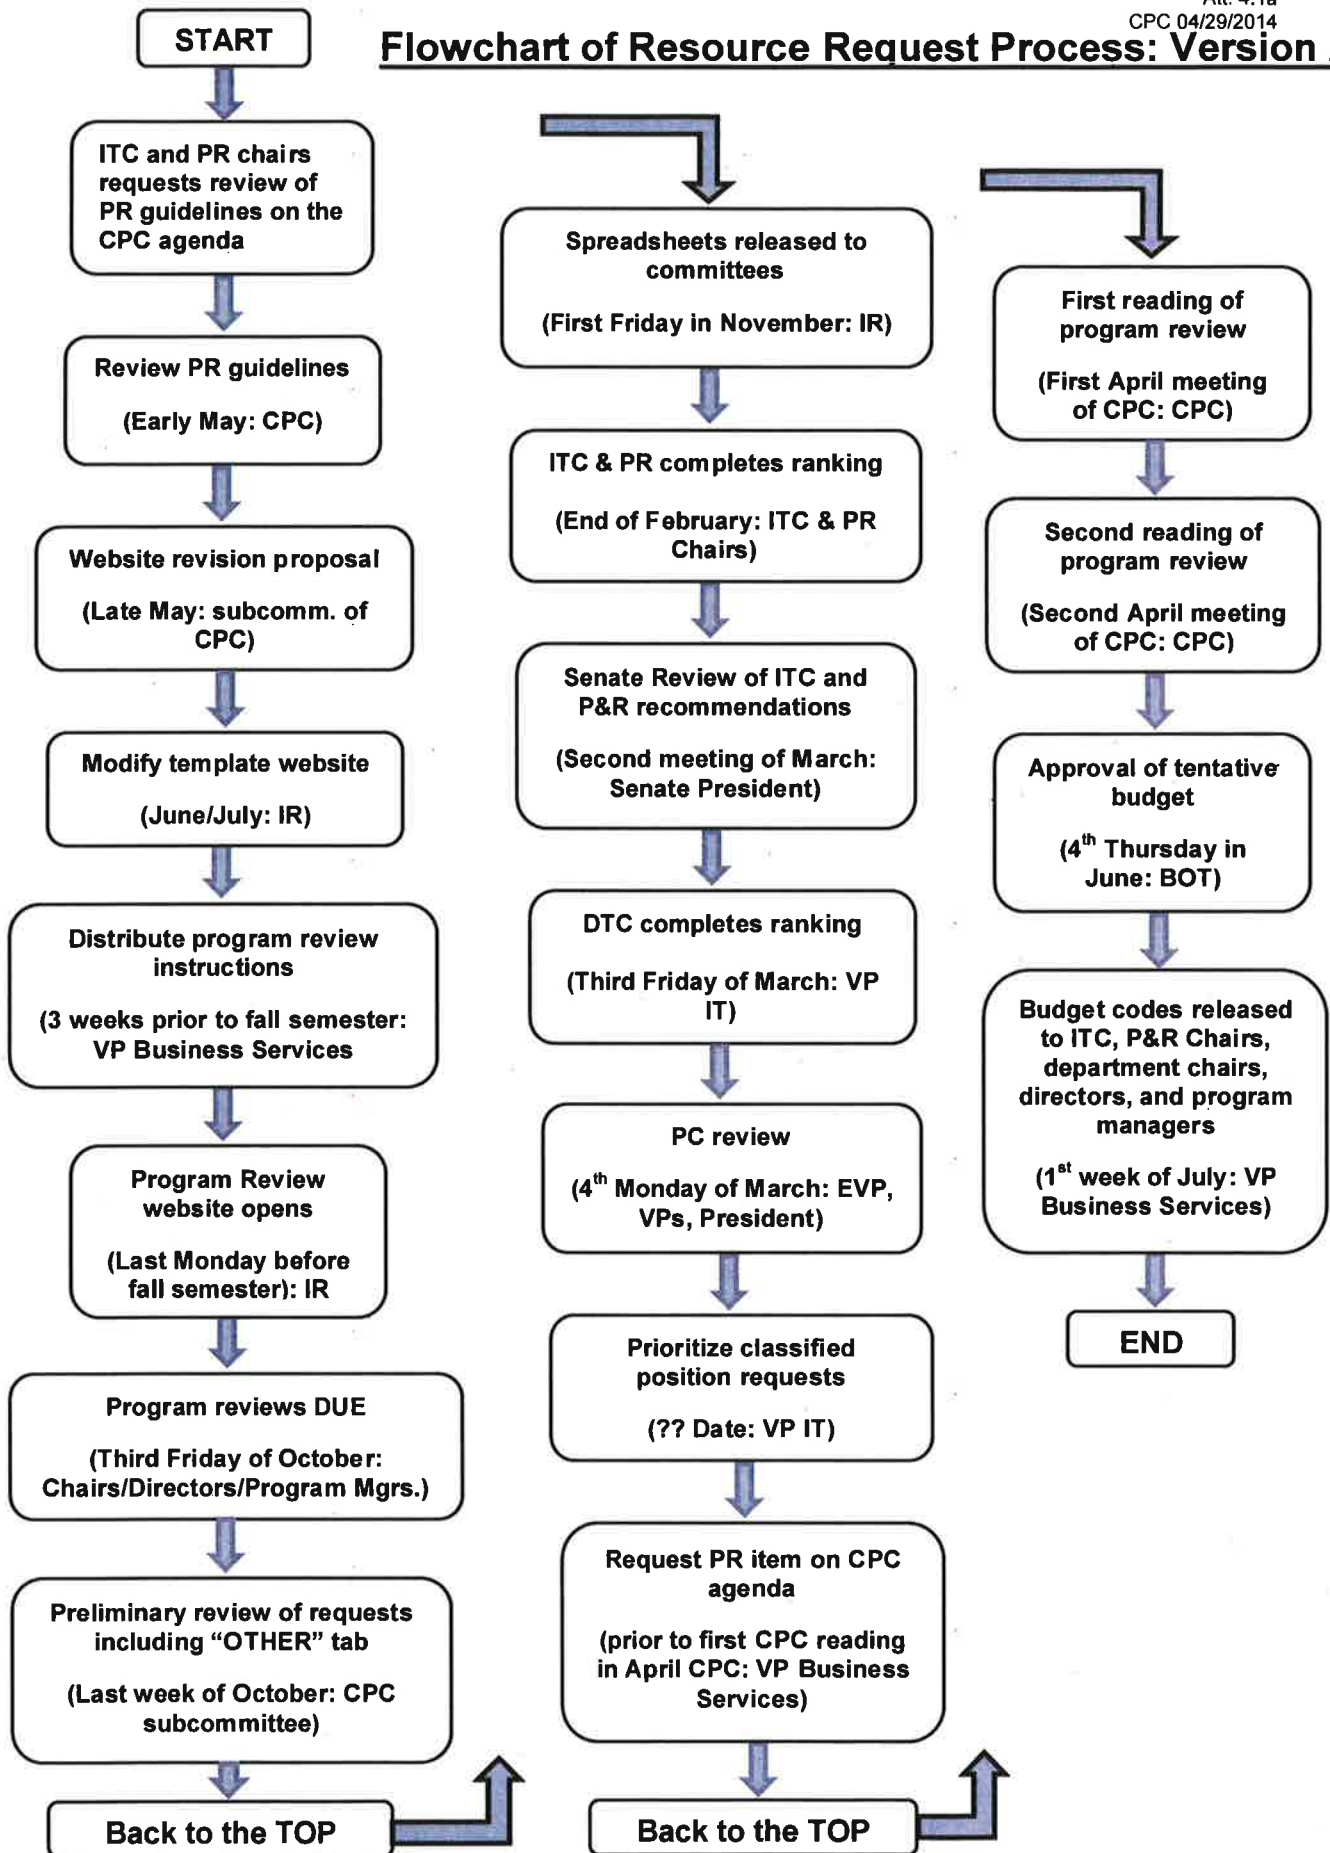 Att. 4.1a
CPC 04/29/2014
Flowchart of Resource Request Process: Version
START
ITC and PR chairs
requests review of
PR guidelines on the
CPC agenda
Review PR guidelines
(Early May: CPC)
Website revision proposal
(Late May: subcomm. of
CPC)
Modify template website
(June/July: IR)
Distribute program review
instructions
(3 weeks prior to fall semester:
VP Business Services
Program Review
website opens
(Last Monday before
fall semester): IR
Program reviews DUE
(Third Friday of October:
Chairs/Directors/Program Mgrs.)
Preliminary review of requests
including “OTHER” tab
(Last week of October: CPC
subcommittee)
Back to the TOP
Spreadsheets released to
committees
(First Friday in November: IR)
ITC & PR completes ranking
(End of February: ITC & PR
Chairs)
Senate Review of ITC and
P&R recommendations
(Second meeting of March:
Senate President)
DTC completes ranking
(Third Friday of March: VP
IT)
PC review
(4th Monday of March: EVP,
VPs, President)
Prioritize classified
position requests
(?? Date: VP IT)
Request PR item on CPC
agenda
(prior to first CPC reading
in April CPC: VP Business
Services)
Back to the TOP
First reading of
program review
(First April meeting
of CPC: CPC)
Second reading of
program review
(Second April meeting
of CPC: CPC)
Approval of tentative
budget
(4th Thursday in
June: BOT)
Budget codes released
to ITC, P&R Chairs,
department chairs,
directors, and program
managers
(1st week of July: VP
Business Services)
END